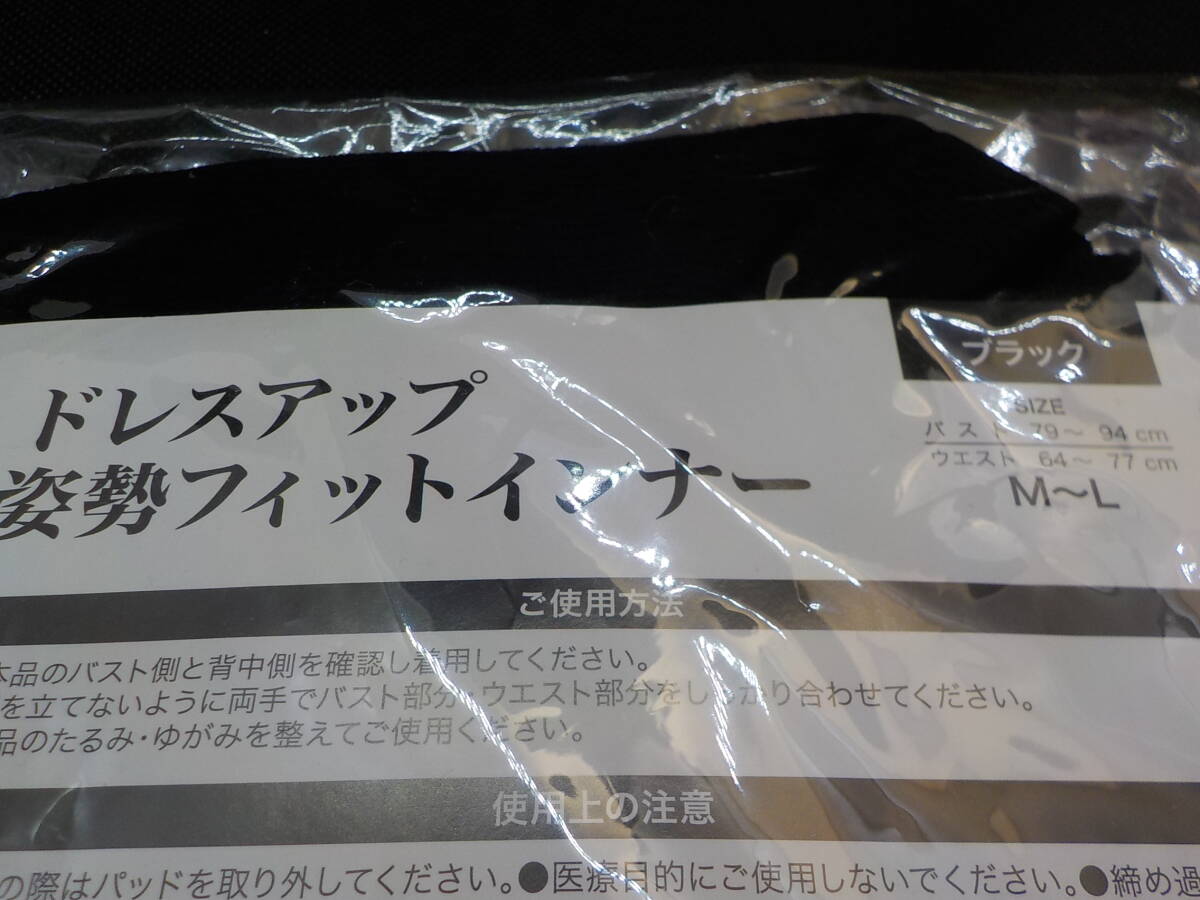 ブラック
SIZE
バスト 79～ 94cm
ウエスト 64～ 77cm
M～L
ドレスアップ
姿勢フィットインナー
ご使用方法
本品のバスト側と背中側を確認し着用してください。
を立てないように両手でバスト部分・ウエスト部分をしっかり合わせてください。
品のたるみ・ゆがみを整えてご使用ください。
使用上の注意
の際はパッドを取り外してください。●医療目的にご使用しないでください。●締め過